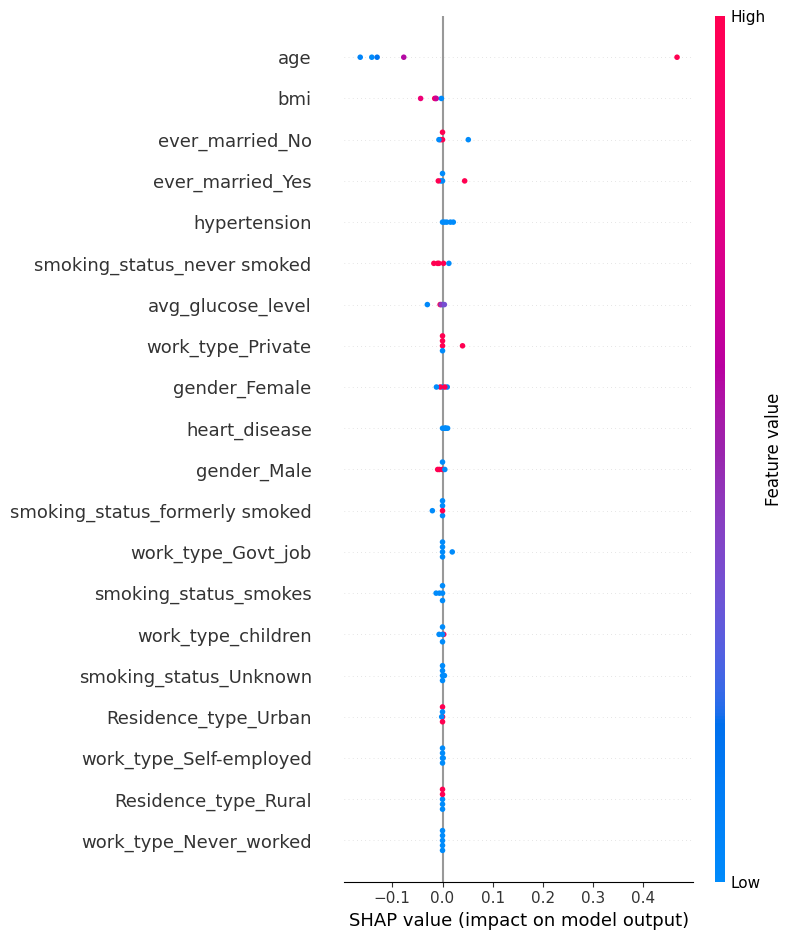 High
age
bmi
ever_married_No
ever_married_Yes
hypertension
smoking_status_never smoked
avg_glucose_level
work_type_Private
gender_Female
heart_disease
gender_Male
smoking_status_formerly smoked
work_type_Govt_job
smoking_status_smokes
work_type_children
smoking_status_Unknown
Residence_type_Urban
work_type_Self-employed
Residence_type_Rural
work_type_Never_worked
Feature value
Low
−0.1 0.0 0.1 0.2 0.3 0.4
SHAP value (impact on model output)